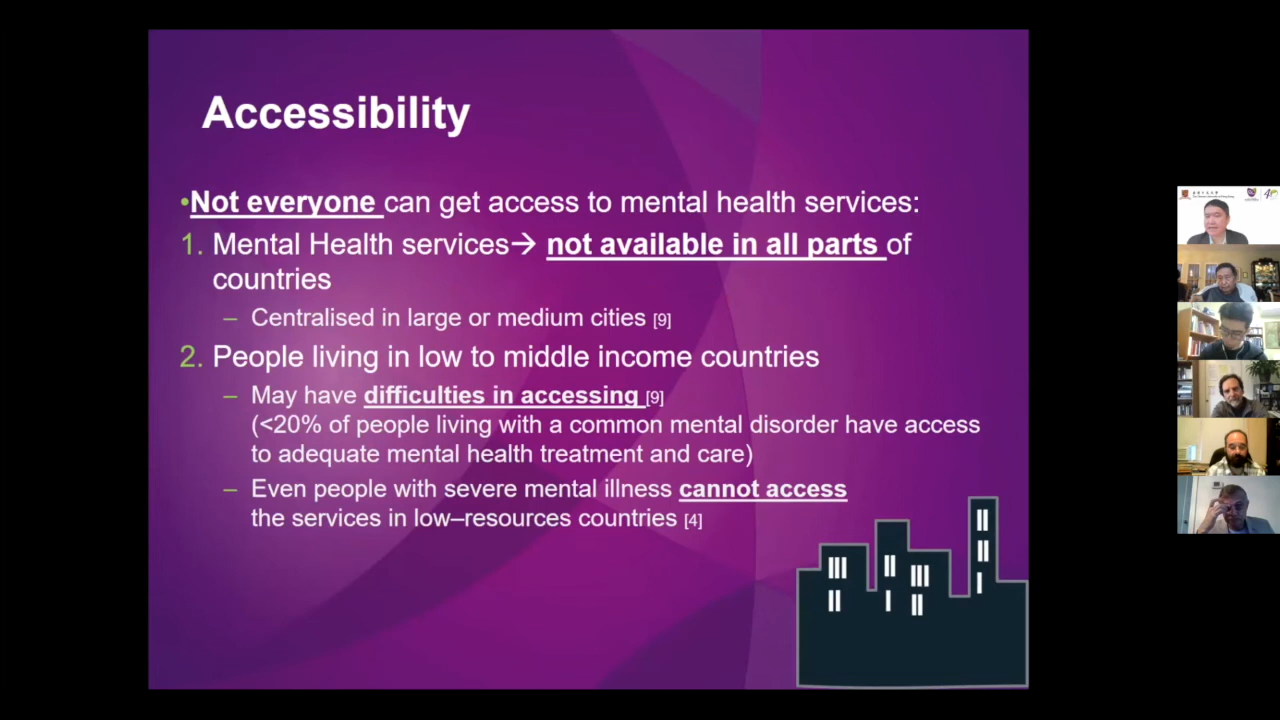 Accessibility
•Not everyone can get access to mental health services:
1. Mental Health services→ not available in all parts of
countries
– Centralised in large or medium cities [9]
2. People living in low to middle income countries
– May have difficulties in accessing [9]
(<20% of people living with a common mental disorder have access
to adequate mental health treatment and care)
– Even people with severe mental illness cannot access
the services in low–resources countries [4]